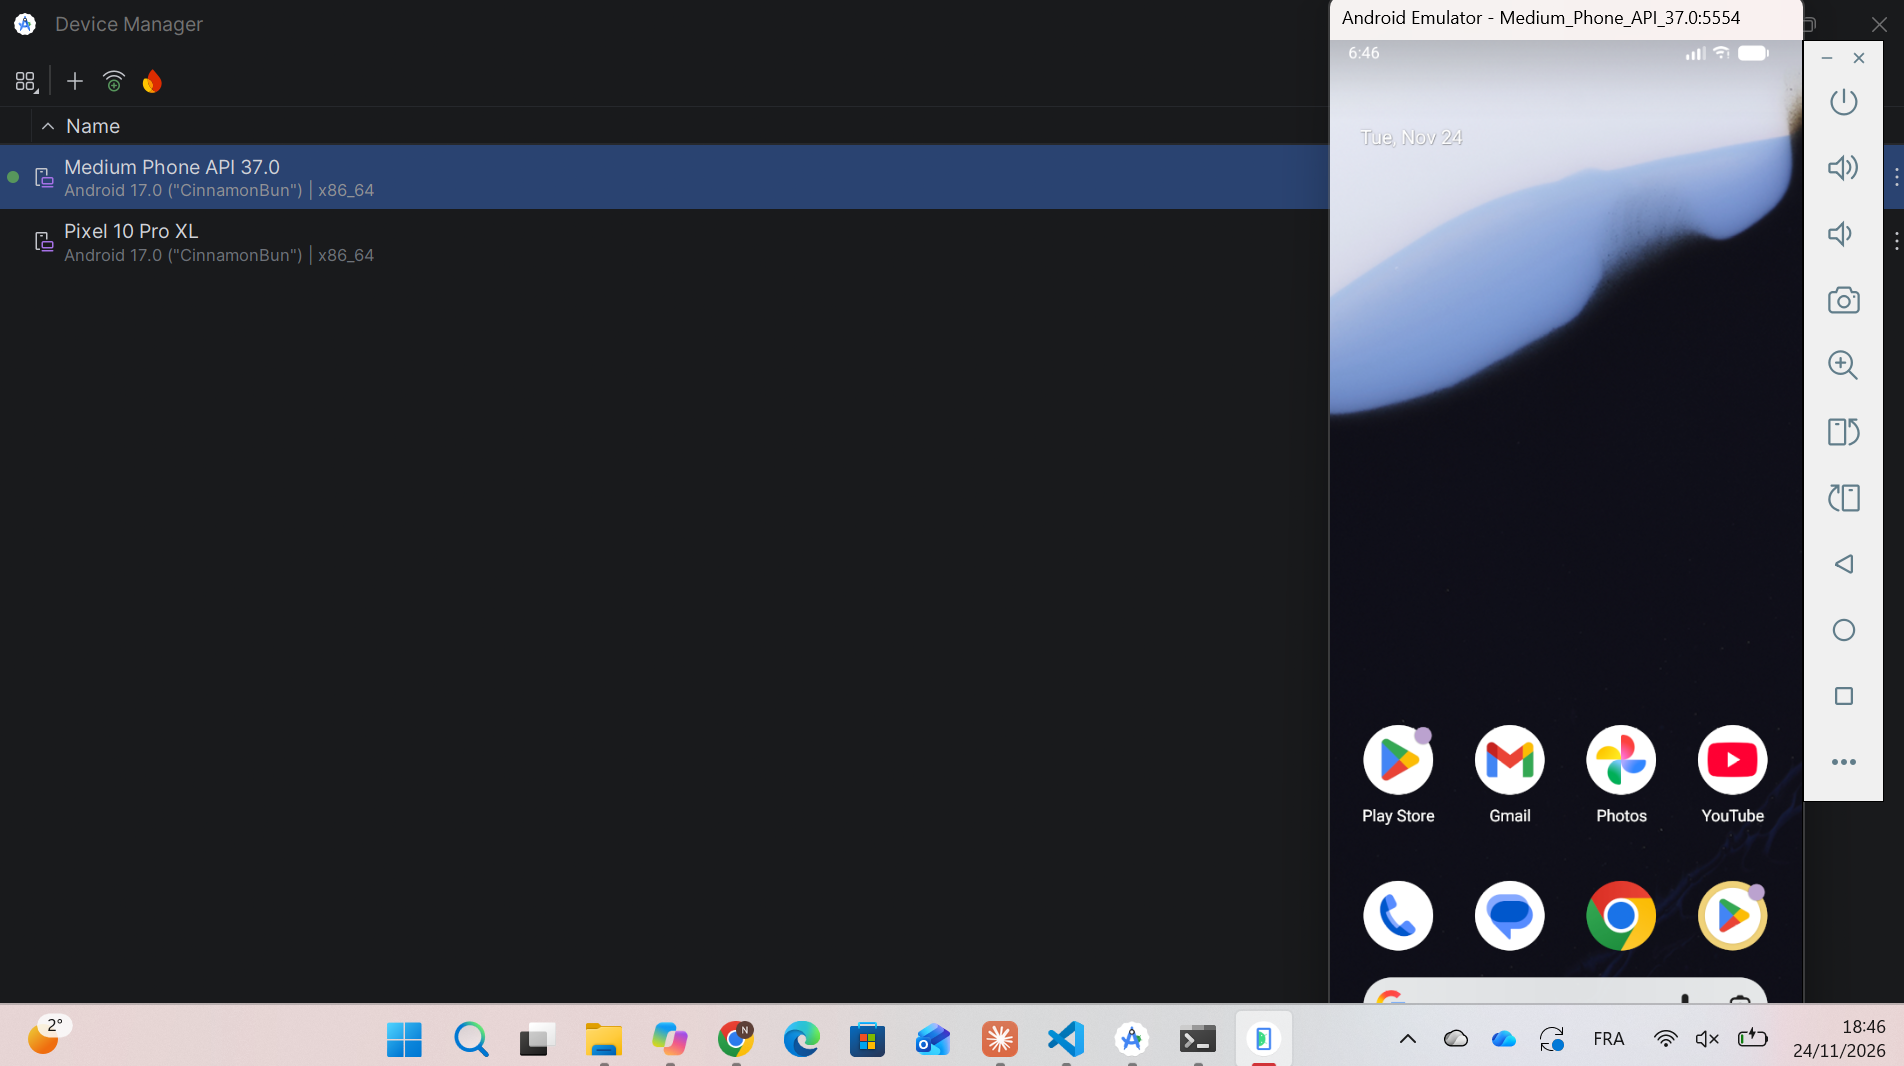 Device Manager
Name
Medium Phone API 37.0
Android 17.0 ("CinnamonBun") | x86_64
Pixel 10 Pro XL
Android 17.0 ("CinnamonBun") | x86_64
Android Emulator - Medium_Phone_API_37.0:5554
6:46
Tue, Nov 24
Play Store
Gmail
Photos
YouTube
2°
N
FRA
18:46
24/11/2026